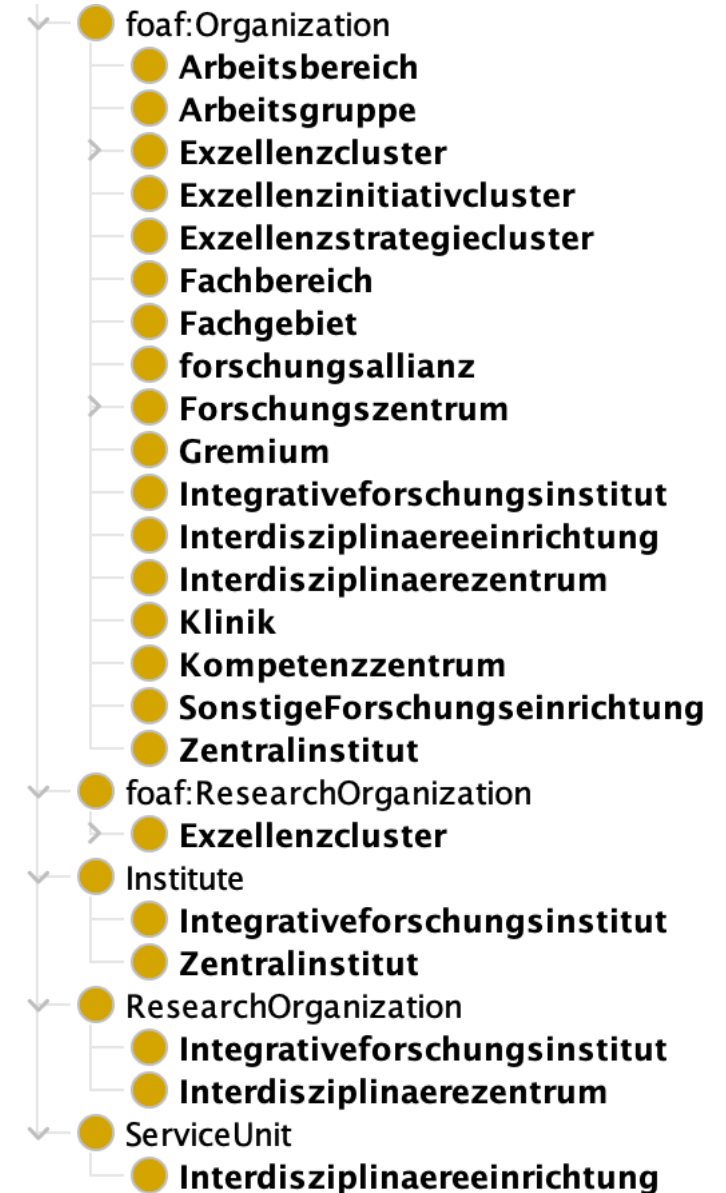 foaf:Organization
Arbeitsbereich
Arbeitsgruppe
Exzellenzcluster
Exzellenzinitiativcluster
Exzellenzstrategiecluster
Fachbereich
Fachgebiet
forschungsallianz
Forschungszentrum
Gremium
Integrativeforschungsinstitut
Interdisziplinaereeinrichtung
Interdisziplinaerezentrum
Klinik
Kompetenzzentrum
SonstigeForschungseinrichtung
Zentralinstitut
foaf:ResearchOrganization
Exzellenzcluster
Institute
Integrativeforschungsinstitut
Zentralinstitut
ResearchOrganization
Integrativeforschungsinstitut
Interdisziplinaerezentrum
ServiceUnit
Interdisziplinaereeinrichtung